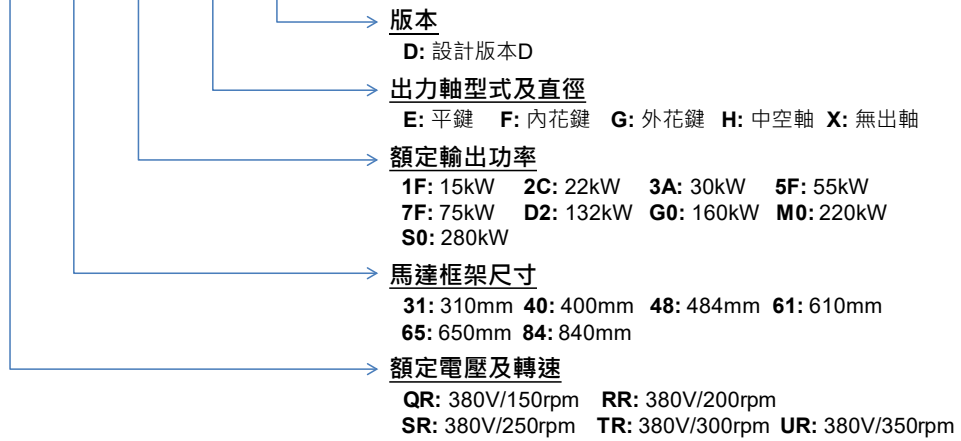 版本
D: 設計版本D
出力軸型式及直徑
E: 平鍵 F: 內花鍵 G: 外花鍵 H: 中空軸 X: 無出軸
額定輸出功率
1F: 15kW 2C: 22kW 3A: 30kW 5F: 55kW
7F: 75kW D2: 132kW G0: 160kW M0: 220kW
S0: 280kW
馬達框架尺寸
31: 310mm 40: 400mm 48: 484mm 61: 610mm
65: 650mm 84: 840mm
額定電壓及轉速
QR: 380V/150rpm RR: 380V/200rpm
SR: 380V/250rpm TR: 380V/300rpm UR: 380V/350rpm